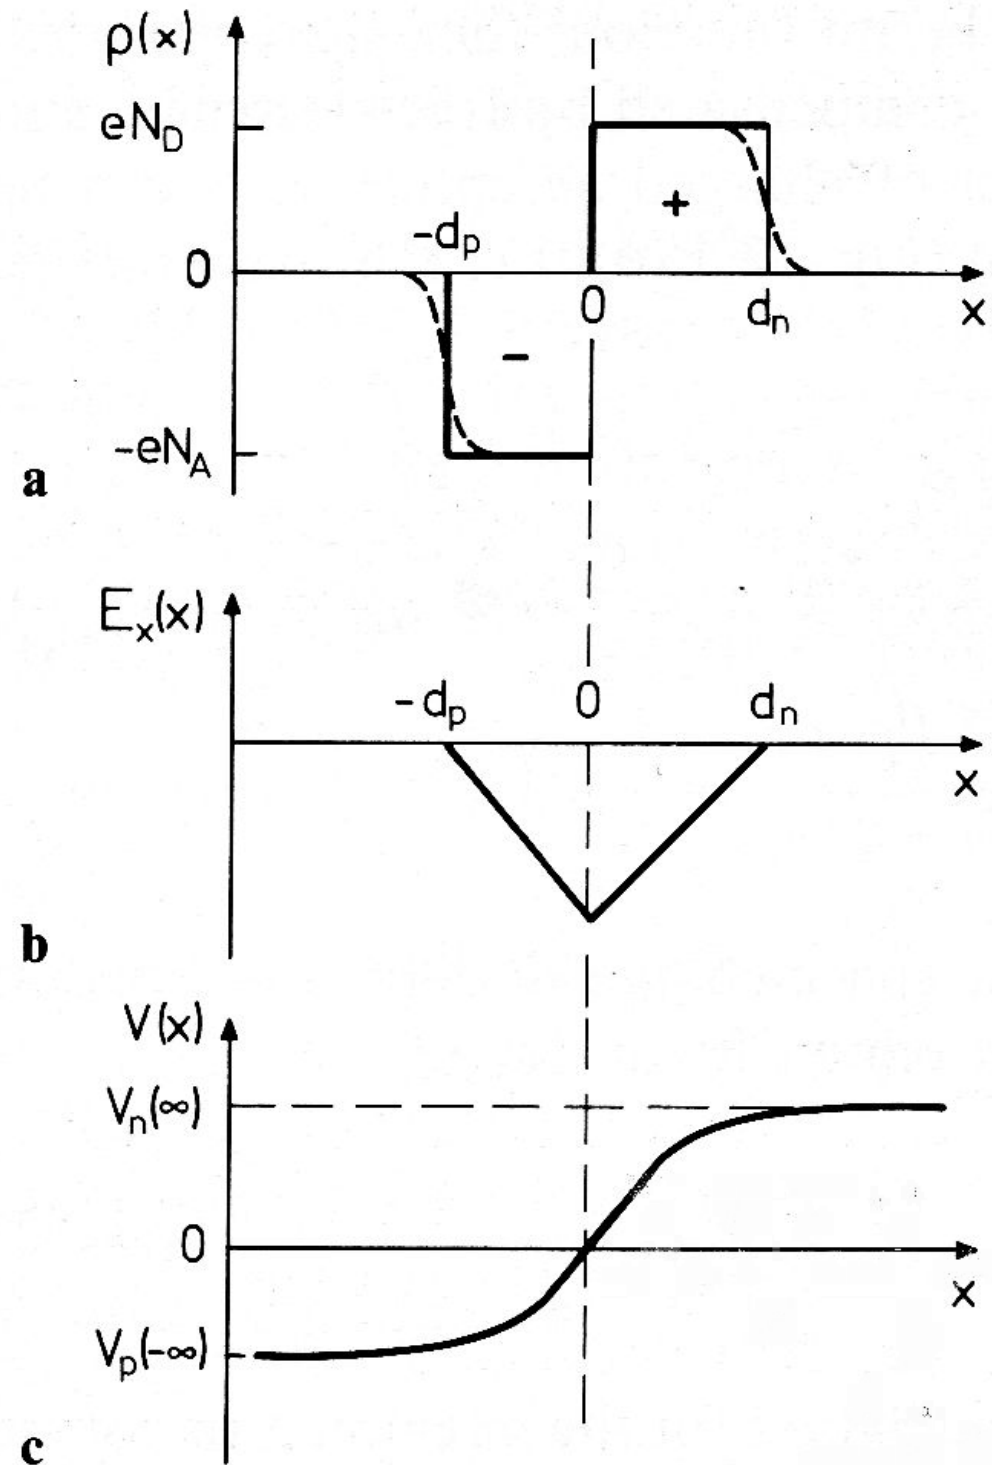 ρ(x)
eN_D
+
-d_p
0
0
d_n
x
-
-eN_A
a
E_x(x)
-d_p
0
d_n
x
b
V(x)
V_n(∞)
0
x
V_p(-∞)
c